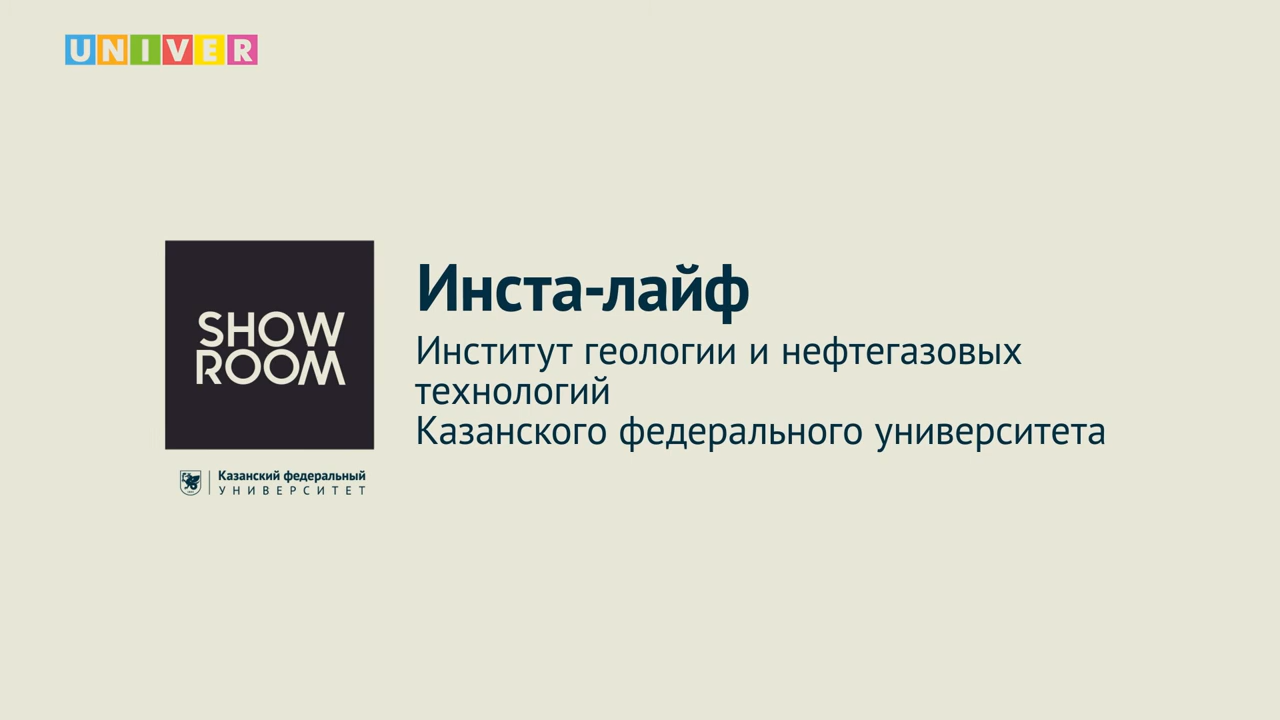 UNIVER
SHOW
ROOM
Казанский федеральный
УНИВЕРСИТЕТ
Инста-лайф
Институт геологии и нефтегазовых
технологий
Казанского федерального университета